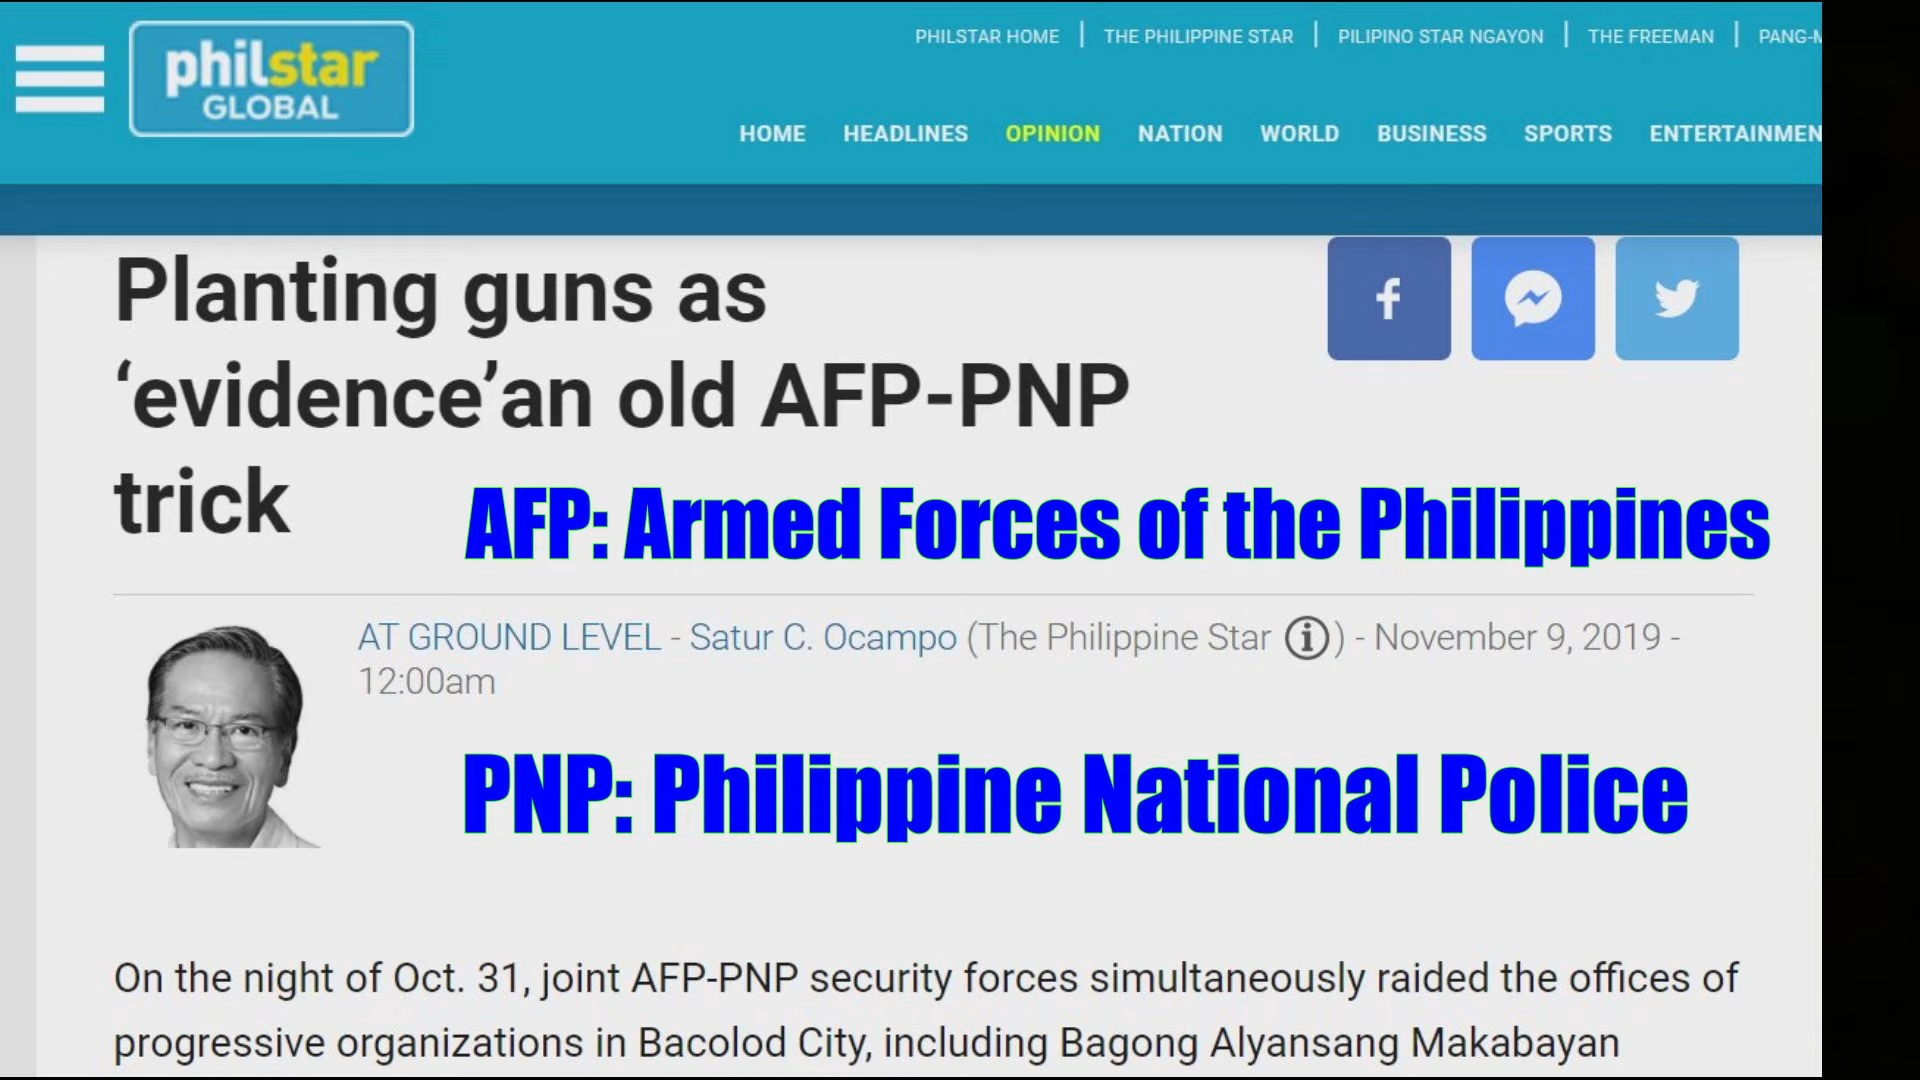 PHILSTAR HOME | THE PHILIPPINE STAR | PILIPINO STAR NGAYON | THE FREEMAN | PANG-M
philstar
GLOBAL
HOME HEADLINES OPINION NATION WORLD BUSINESS SPORTS ENTERTAINMEN
Planting guns as
‘evidence’an old AFP-PNP
trick
AFP: Armed Forces of the Philippines
AT GROUND LEVEL - Satur C. Ocampo (The Philippine Star ) - November 9, 2019 -
12:00am
PNP: Philippine National Police
On the night of Oct. 31, joint AFP-PNP security forces simultaneously raided the offices of
progressive organizations in Bacolod City, including Bagong Alyansang Makabayan